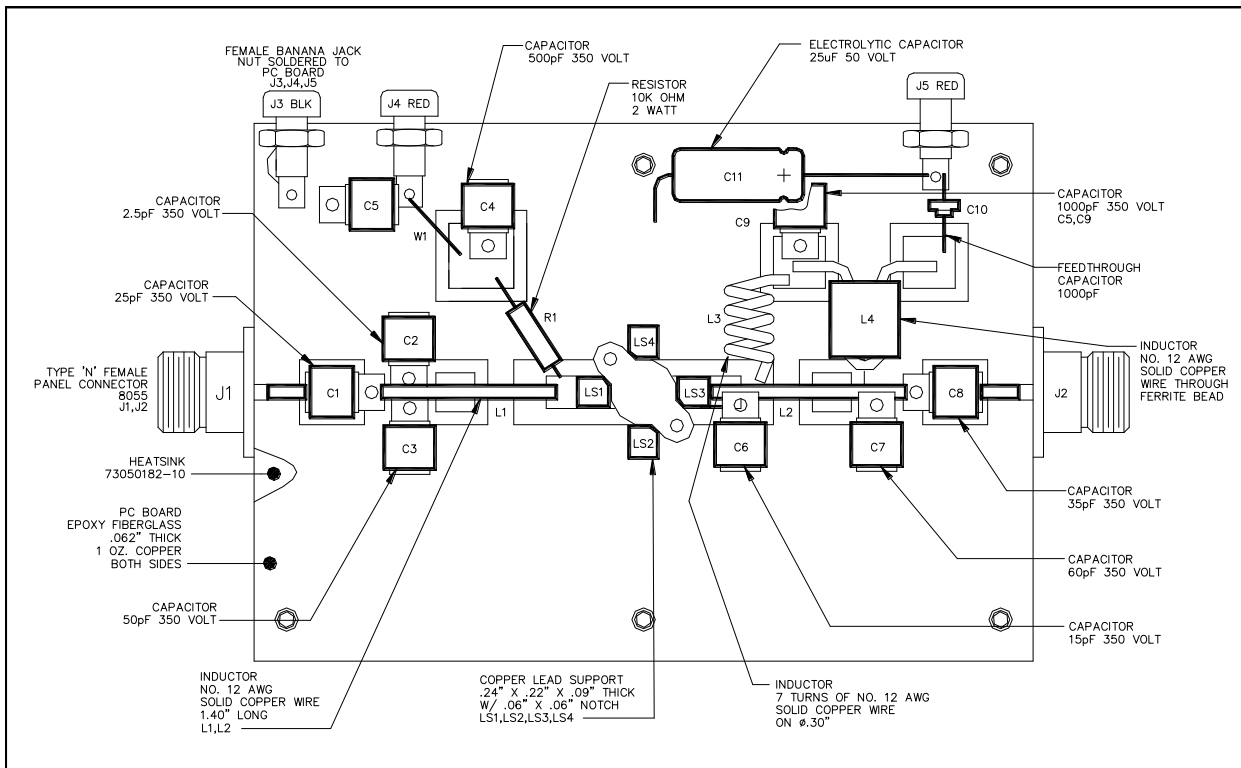 FEMALE BANANA JACK
NUT SOLDERED TO
PC BOARD
J3,J4,J5
CAPACITOR
500pF 350 VOLT
RESISTOR
10K OHM
2 WATT
ELECTROLYTIC CAPACITOR
25uF 50 VOLT
J3 BLK
J4 RED
J5 RED
C11
+
CAPACITOR
2.5pF 350 VOLT
C5
C4
W1
C9
C10
CAPACITOR
1000pF 350 VOLT
C5,C9
FEEDTHROUGH
CAPACITOR
1000pF
CAPACITOR
25pF 350 VOLT
R1
L3
L4
C2
LS4
INDUCTOR
NO. 12 AWG
SOLID COPPER
WIRE THROUGH
FERRITE BEAD
TYPE 'N' FEMALE
PANEL CONNECTOR
8055
J1,J2
J1
C1
L1
LS1
LS3
L2
C8
J2
C3
LS2
C6
C7
HEATSINK
73050182-10
CAPACITOR
35pF 350 VOLT
PC BOARD
EPOXY FIBERGLASS
.062" THICK
1 OZ. COPPER
BOTH SIDES
CAPACITOR
60pF 350 VOLT
CAPACITOR
50pF 350 VOLT
CAPACITOR
15pF 350 VOLT
INDUCTOR
NO. 12 AWG
SOLID COPPER WIRE
1.40" LONG
L1,L2
COPPER LEAD SUPPORT
.24" X .22" X .09" THICK
W/ .06" X .06" NOTCH
LS1,LS2,LS3,LS4
INDUCTOR
7 TURNS OF NO. 12 AWG
SOLID COPPER WIRE
ON ø.30"